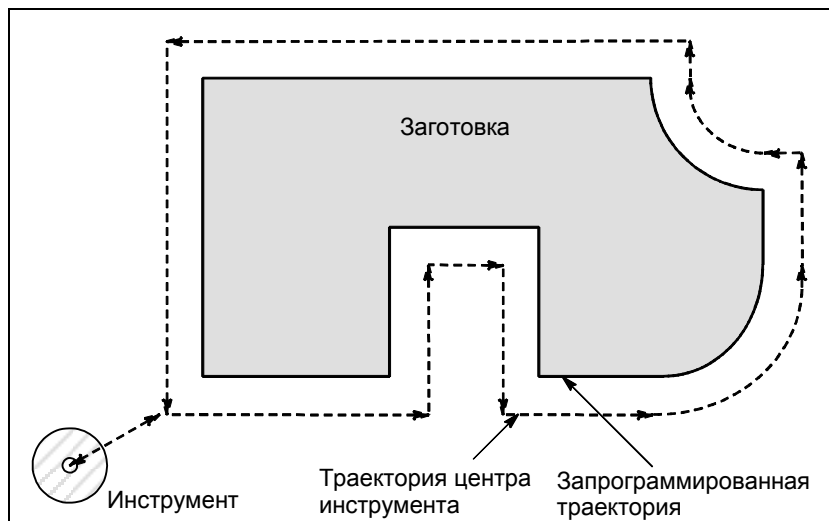 Заготовка
Инструмент
Траектория центра
инструмента
Запрограммированная
траектория